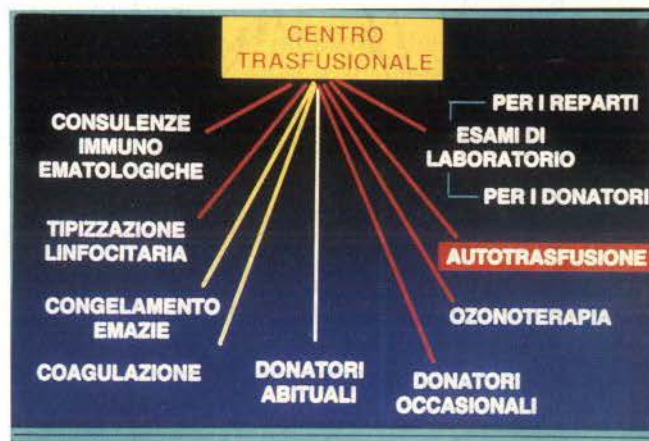 CENTRO
TRASFUSIONALE
CONSULENZE
IMMUNO
EMATOLOGICHE
TIPIZZAZIONE
LINFOCITARIA
CONGELAMENTO
EMAZIE
COAGULAZIONE
DONATORI
ABITUALI
DONATORI
OCCASIONALI
OZONOTERAPIA
AUTOTRASFUSIONE
PER I REPARTI
ESAMI DI
LABORATORIO
PER I DONATORI